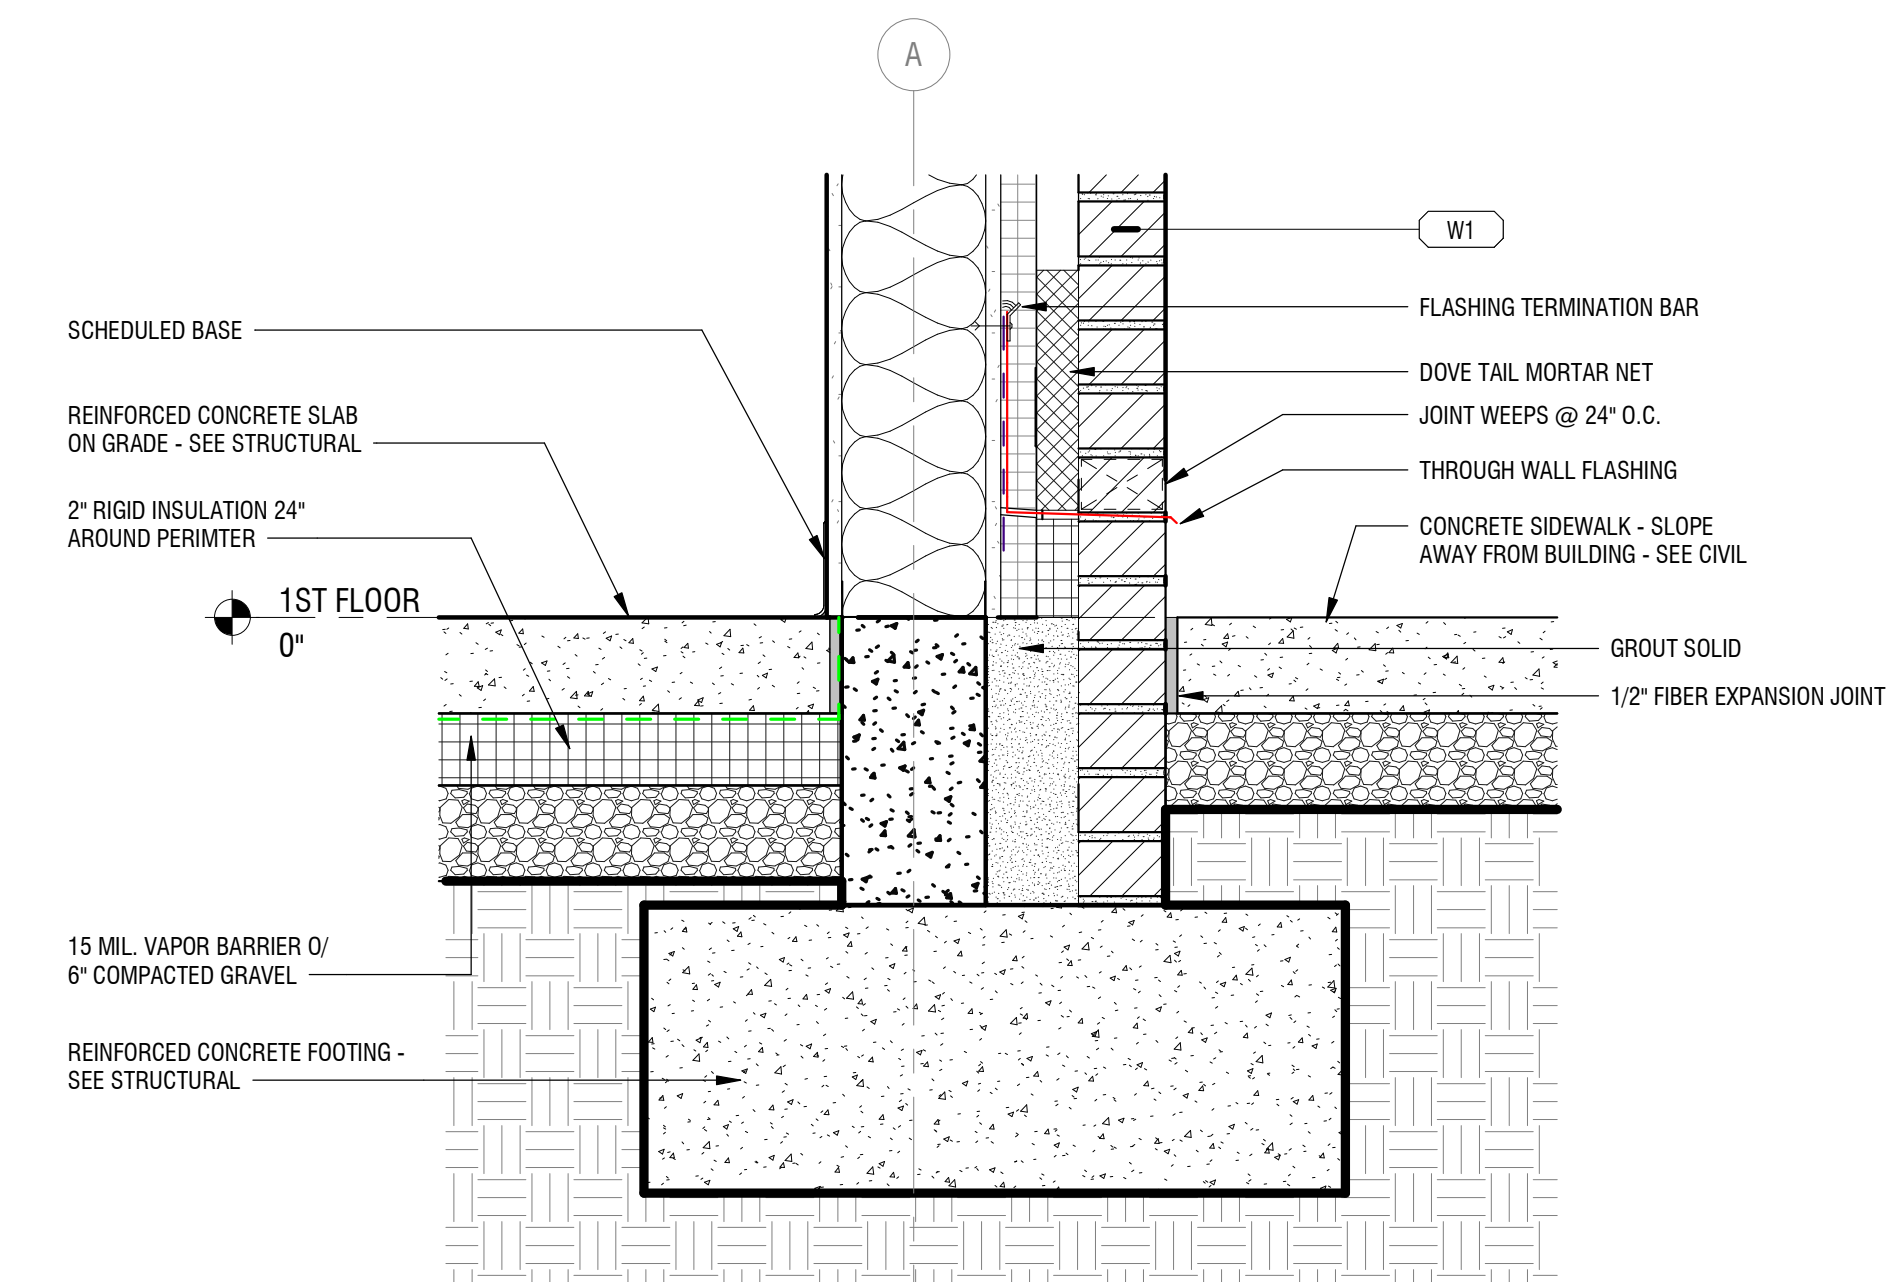 A
W1
FLASHING TERMINATION BAR
SCHEDULED BASE
DOVE TAIL MORTAR NET
REINFORCED CONCRETE SLAB
ON GRADE - SEE STRUCTURAL
JOINT WEEPS @ 24" O.C.
THROUGH WALL FLASHING
2" RIGID INSULATION 24"
AROUND PERIMTER
CONCRETE SIDEWALK - SLOPE
AWAY FROM BUILDING - SEE CIVIL
1ST FLOOR
0"
GROUT SOLID
1/2" FIBER EXPANSION JOINT
15 MIL. VAPOR BARRIER O/
6" COMPACTED GRAVEL
REINFORCED CONCRETE FOOTING -
SEE STRUCTURAL